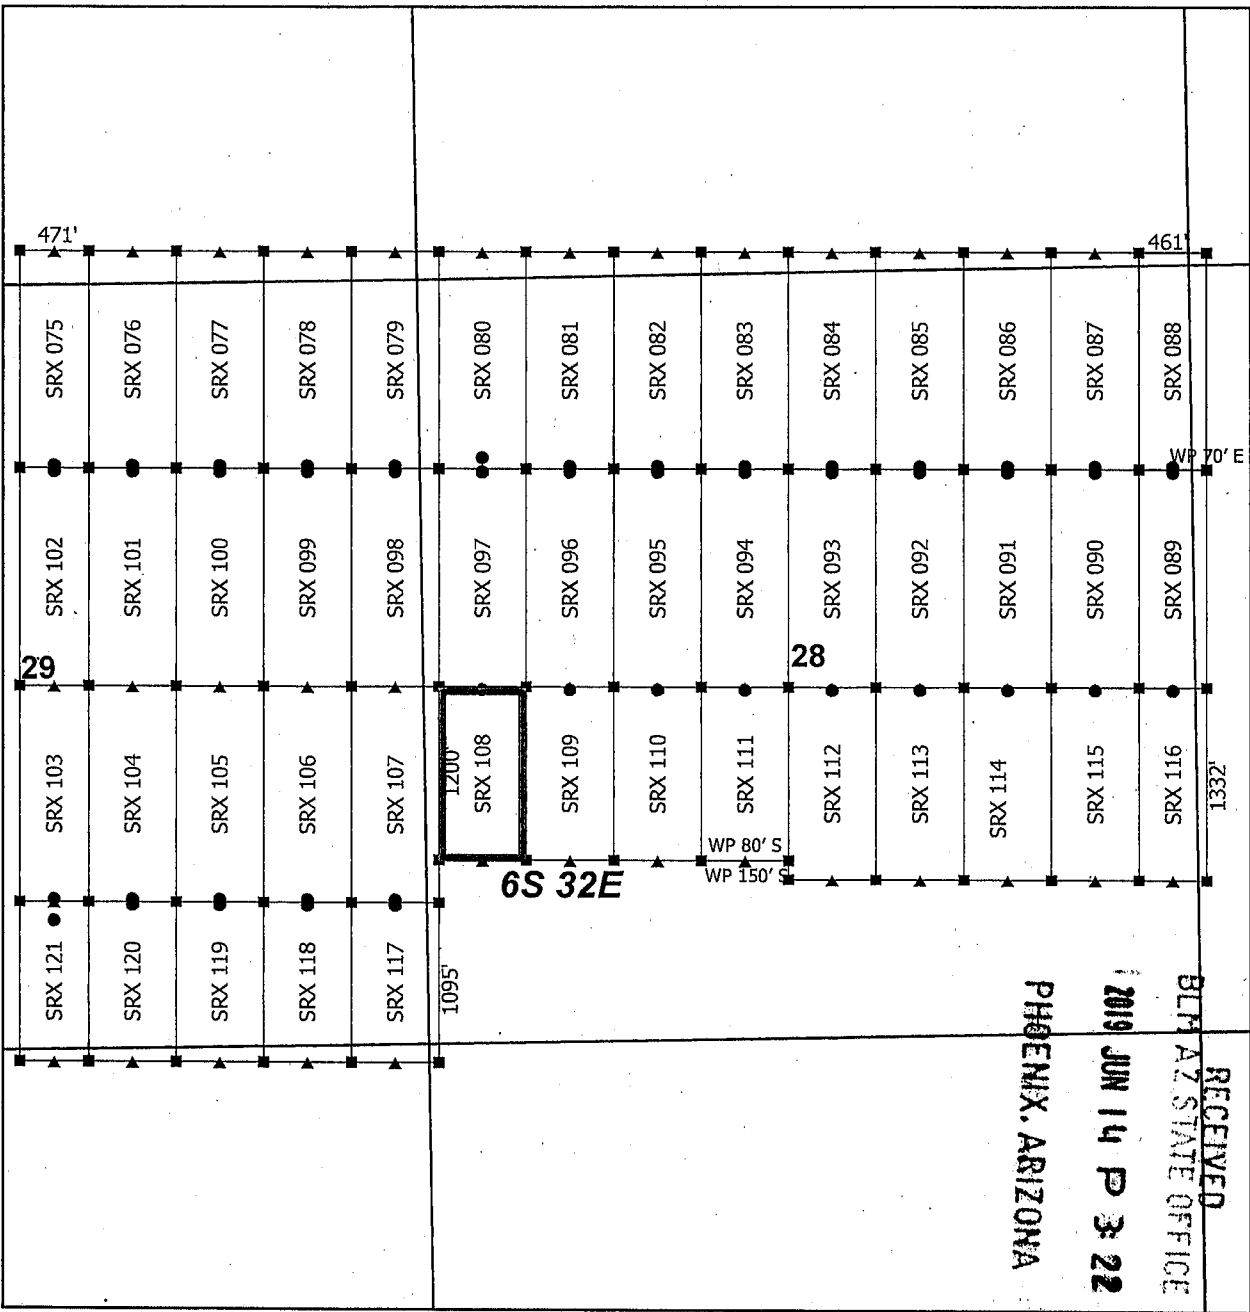 471'
461'
SRX 075
SRX 076
SRX 077
SRX 078
SRX 079
SRX 080
SRX 081
SRX 082
SRX 083
SRX 084
SRX 085
SRX 086
SRX 087
SRX 088
WP 70' E
SRX 102
SRX 101
SRX 100
SRX 099
SRX 098
SRX 097
SRX 096
SRX 095
SRX 094
SRX 093
SRX 092
SRX 091
SRX 090
SRX 089
29
28
SRX 103
SRX 104
SRX 105
SRX 106
SRX 107
1200'
SRX 108
SRX 109
SRX 110
SRX 111
SRX 112
SRX 113
SRX 114
SRX 115
SRX 116
1332'
WP 80' S
WP 150' S
6S 32E
SRX 121
SRX 120
SRX 119
SRX 118
SRX 117
1095'
RECEIVED
BLM AZ STATE OFFICE
2019 JUN 14 P 3 22
PHOENIX, ARIZONA